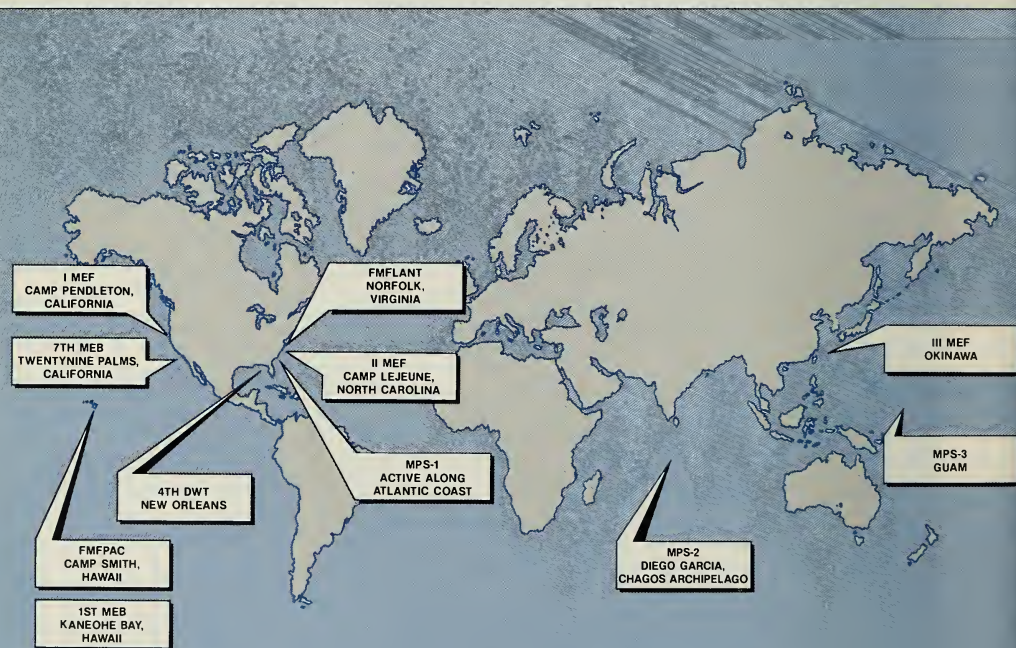 I MEF
CAMP PENDLETON,
CALIFORNIA
7TH MEB
TWENTYNINE PALMS,
CALIFORNIA
FMFLANT
NORFOLK,
VIRGINIA
II MEF
CAMP LEJEUNE,
NORTH CAROLINA
III MEF
OKINAWA
MPS-3
GUAM
MPS-1
ACTIVE ALONG
ATLANTIC COAST
4TH DWT
NEW ORLEANS
FMFPAC
CAMP SMITH,
HAWAII
1ST MEB
KANEOHE BAY,
HAWAII
MPS-2
DIEGO GARCIA,
CHAGOS ARCHIPELAGO